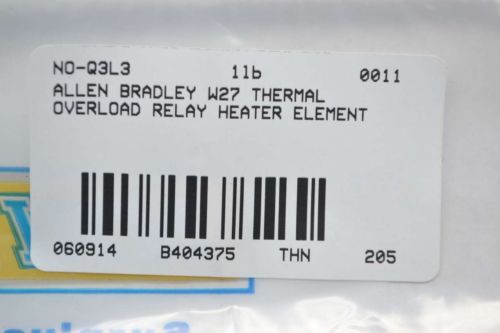 NO-Q3L3 1lb 0011
ALLEN BRADLEY W27 THERMAL
OVERLOAD RELAY HEATER ELEMENT
060914 B404375 THN 205